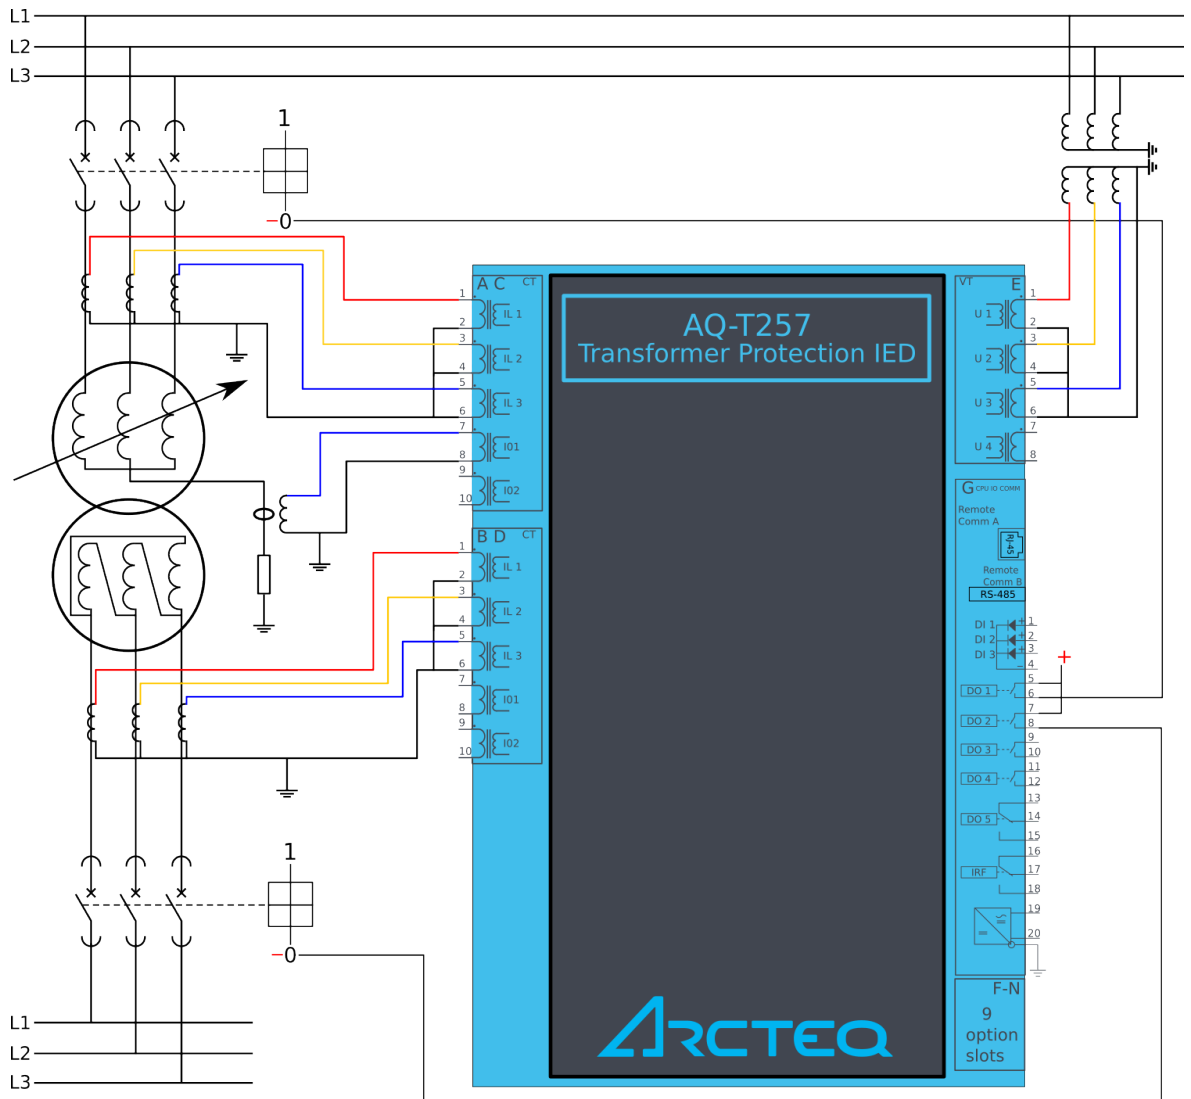 L1
L2
L3
1
−0
A C CT
1
2
3
4
5
6
7
8
9
10
IL 1
IL 2
IL 3
I01
I02
B D CT
1
2
3
4
5
6
7
8
9
10
IL 1
IL 2
IL 3
I01
I02
AQ-T257
Transformer Protection IED
ARCTEQ
VT E
U 1
U 2
U 3
U 4
1
2
3
4
5
6
7
8
G CPU IO COMM
Remote
Comm A
RJ-45
Remote
Comm B
RS-485
DI 1 + 1
DI 2 + 2
DI 3 + 3
− 4
+
5
DO 1 6
7
DO 2 8
9
DO 3 10
11
DO 4 12
13
DO 5 14
15
16
IRF 17
18
19
20
F-N
9
option
slots
1
−0
L1
L2
L3